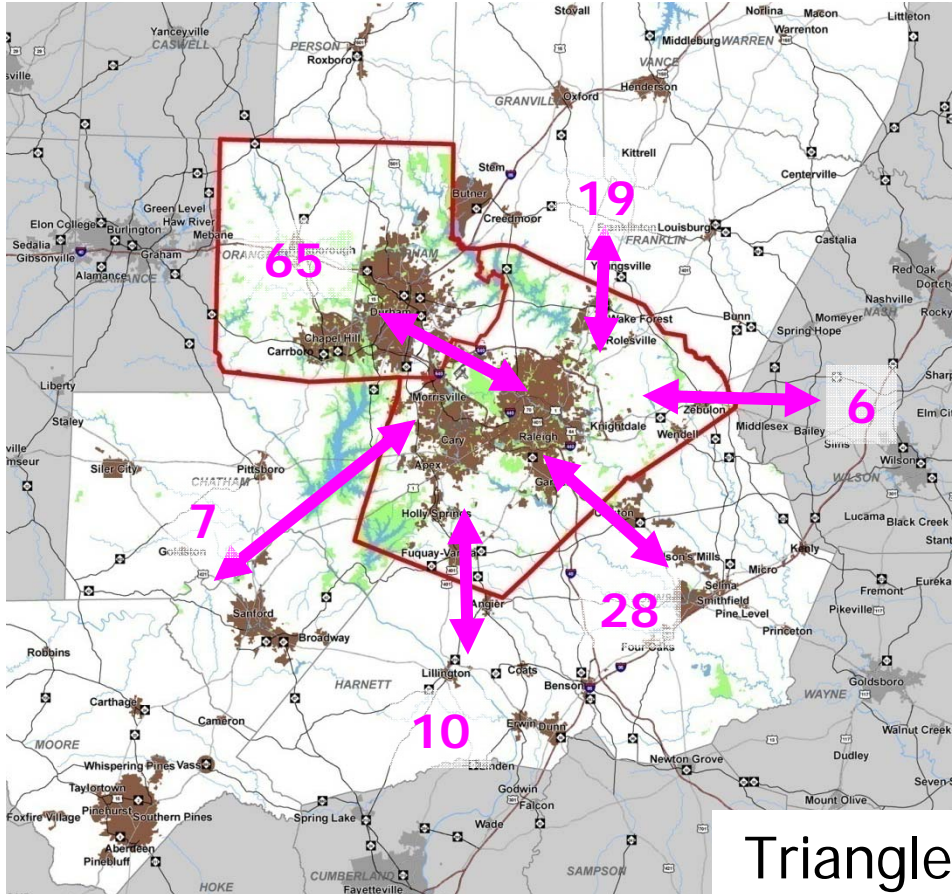 Stovall
Norlina
Macon
Littleton
Yanceyville
CASWELL
PERSON
Roxboro
Middleburg
WARREN
Warrenton
VANCE
GRANVILLE
Oxford
Henderson
Kittrell
Stem
Centerville
Butner
Creedmoor
19
Green Level
Elon College
Haw River
Burlington
Mebane
Franklinton
Louisburg
FRANKLIN
Castalia
Sedalia
Graham
Gibsonville
65
Youngsville
Red Oak
Alamance
Nashville
Durham
Wake Forest
Bunn
Momeyer
NASH
Spring Hope
Chapel Hill
Carrboro
Rolesville
Liberty
Morrisville
Zebulon
6
Staley
Knightdale
Middlesex
Bailey
Elm City
Raleigh
Wendell
Sims
Cary
Wilson
Siler City
Pittsboro
Apex
WILSON
CHATHAM
7
Holly Springs
Lucama
Black Creek
Goldston
Fuquay-Varina
Kenly
Micro
Selma
Eureka
Fremont
Sanford
Angier
28
Smithfield
Pine Level
Pikeville
Broadway
Princeton
Robbins
Four Oaks
Lillington
Coats
HARNETT
Benson
Goldsboro
WAYNE
Carthage
Cameron
10
Erwin
Dunn
Walnut Creek
MOORE
Whispering Pines
Vass
Newton Grove
Dudley
Taylortown
Godwin
Pinehurst
Southern Pines
Falcon
Mount Olive
Foxfire Village
Spring Lake
Wade
Aberdeen
Pinebluff
Triangle
CUMBERLAND
SAMPSON
HOKE
Fayetteville